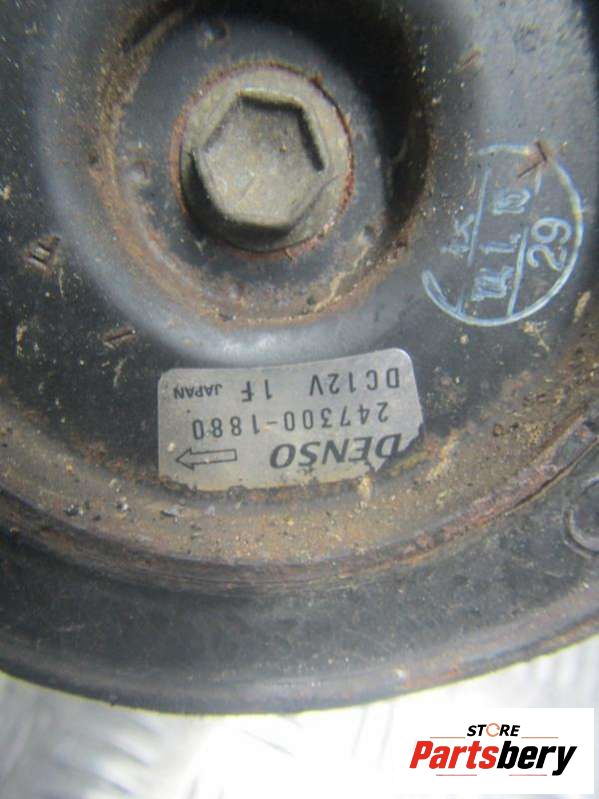 DENSO
247300-1880
DC12V 1F JAPAN
29
STORE
Partsbery